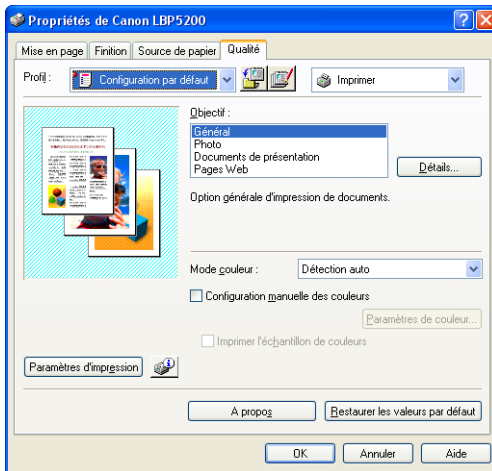 Propriétés de Canon LBP5200
Mise en page Finition Source de papier Qualité
Profil : Configuration par défaut Imprimer
Objectif :
Général
Photo
Documents de présentation
Pages Web
Détails...
Option générale d'impression de documents.
Mode couleur : Détection auto
Configuration manuelle des couleurs
Paramètres de couleur...
Imprimer l'échantillon de couleurs
Paramètres d'impression
A propos Restaurer les valeurs par défaut
OK Annuler Aide